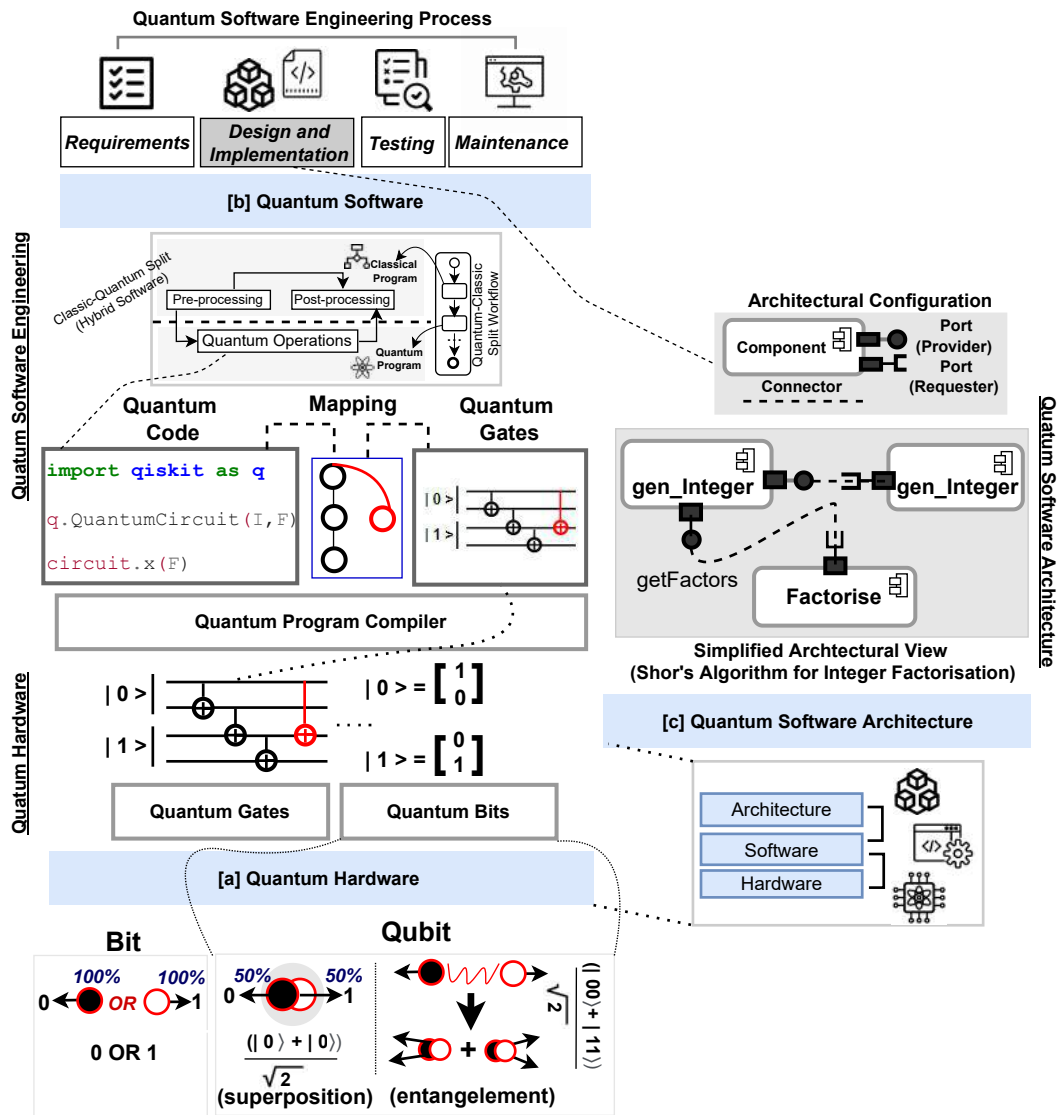 Quantum Software Engineering Process
Requirements
Design and
Implementation
Testing
Maintenance
[b] Quantum Software
Quatum Software Engineering
Classic-Quantum Split
(Hybrid Software)
Pre-processing
Post-processing
Quantum Operations
Classical
Program
Quantum
Program
Quantum-Classic
Split Workflow
Quantum
Code
Mapping
Quantum
Gates
import qiskit as q
q.QuantumCircuit(I,F)
circuit.x(F)
| 0 >|
| 1 >|
Quantum Program Compiler
Quatum Hardware
| 0 >|
| 1 >|
| 0 > = [ 1
0 ]
| 1 > = [ 0
1 ]
Quantum Gates
Quantum Bits
[a] Quantum Hardware
Bit
100%
100%
0
OR
1
0 OR 1
Qubit
50%
50%
0
1
(| 0 ⟩ + | 0⟩)
√2
(superposition)
(| 00⟩+ | 11⟩)
√2
+
(entangelement)
Architectural Configuration
Component
Port
(Provider)
Port
(Requester)
Connector
gen_Integer
gen_Integer
getFactors
Factorise
Simplified Archtectural View
(Shor's Algorithm for Integer Factorisation)
Quatum Software Architecture
[c] Quantum Software Architecture
Architecture
Software
Hardware